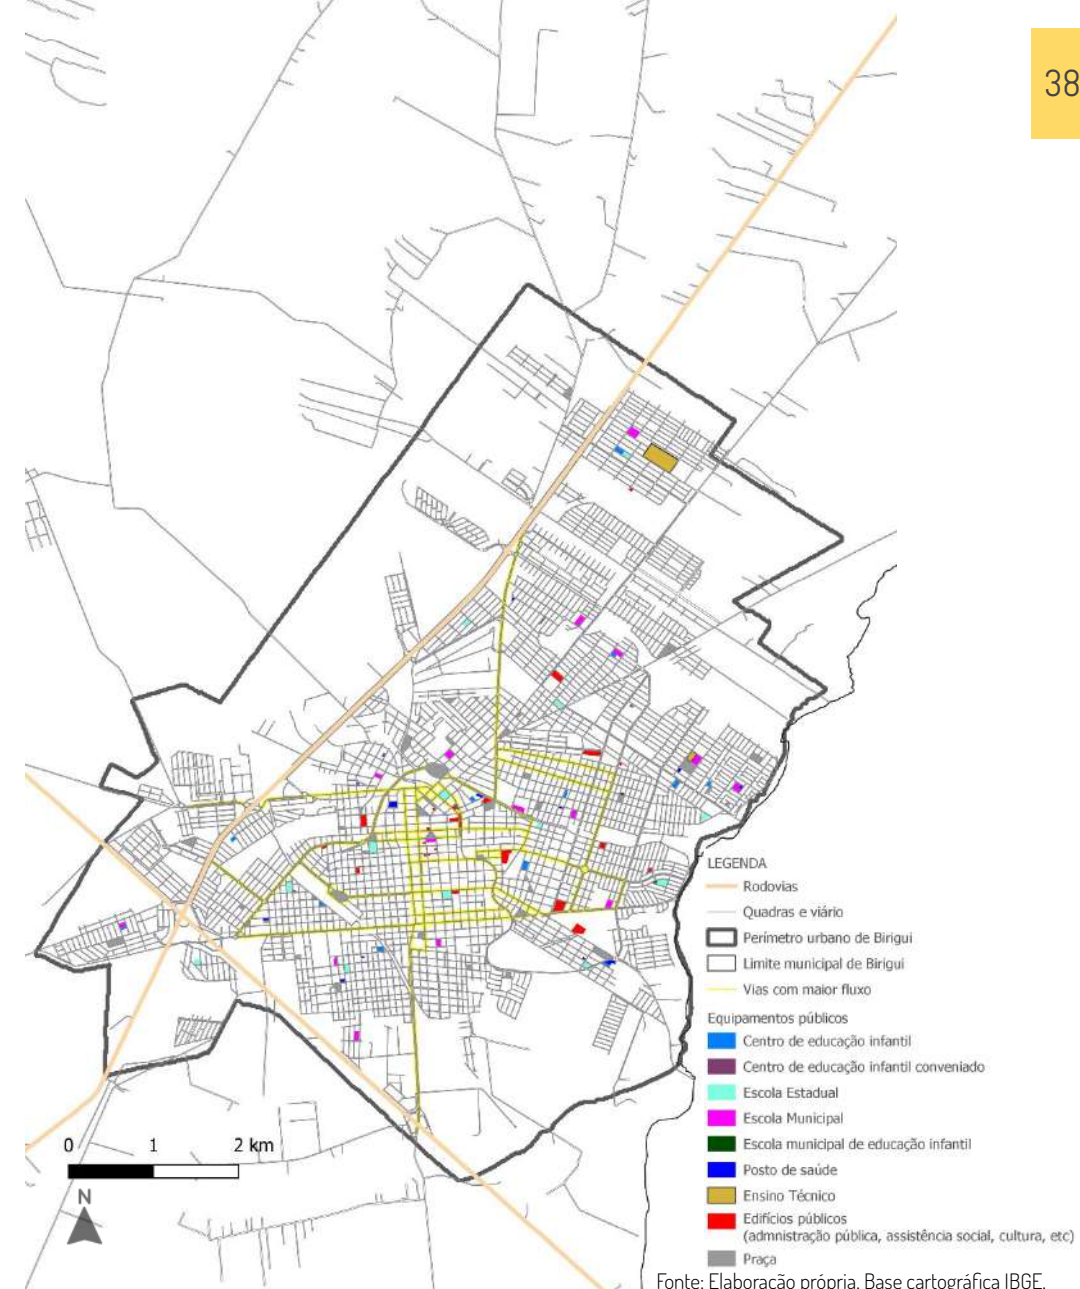 38
LEGENDA
Rodovias
Quadras e viário
Perímetro urbano de Birigui
Limite municipal de Birigui
Vias com maior fluxo
Equipamentos públicos
Centro de educação infantil
Centro de educação infantil conveniado
Escola Estadual
Escola Municipal
Escola municipal de educação infantil
Posto de saúde
Ensino Técnico
Edifícios públicos
(admnistração pública, assistência social, cultura, etc)
Praça
0 1 2 km
N
Fonte: Elaboração própria. Base cartográfica IBGE.